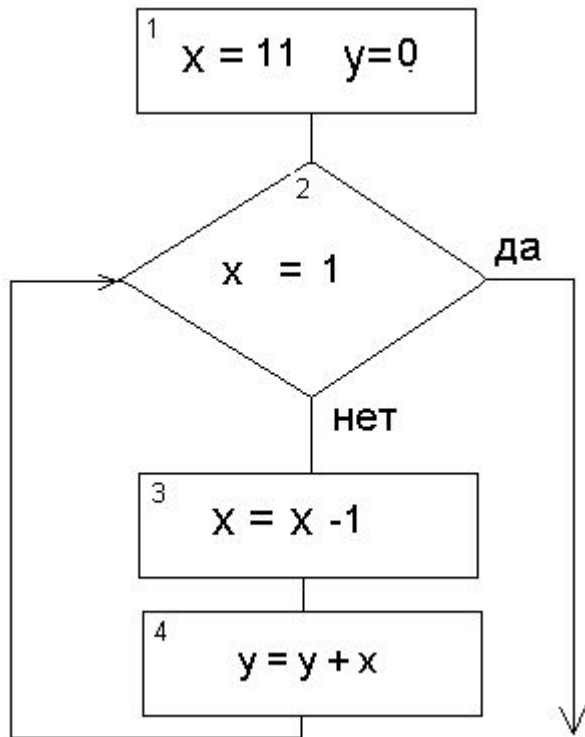 1
x = 11 y=0
2
x = 1
да
нет
3
x = x -1
4
y = y + x